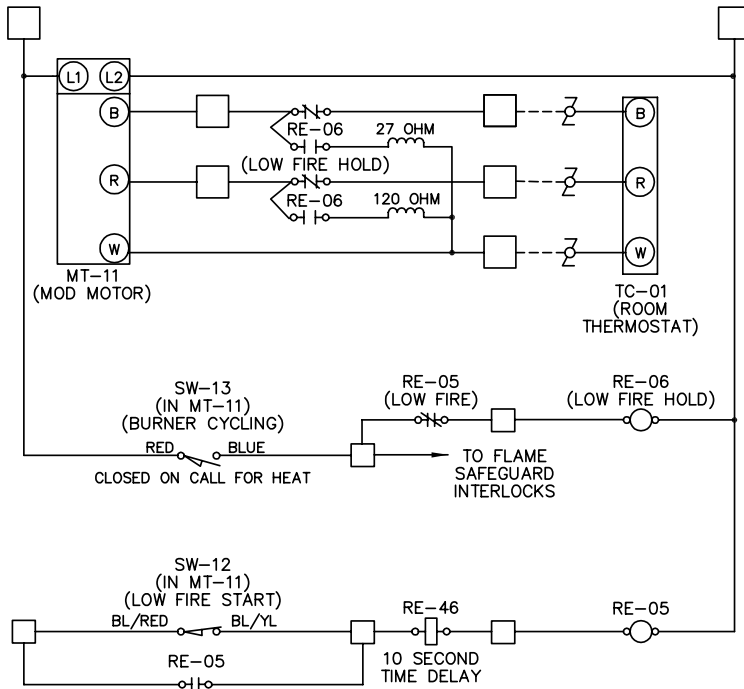 L1 L2
B B
RE-06
27 OHM
(LOW FIRE HOLD)
R R
RE-06
120 OHM
W W
MT-11
(MOD MOTOR)
TC-01
(ROOM
THERMOSTAT)
SW-13
(IN MT-11)
(BURNER CYCLING)
RED BLUE
CLOSED ON CALL FOR HEAT
RE-05
(LOW FIRE)
RE-06
(LOW FIRE HOLD)
TO FLAME
SAFEGUARD
INTERLOCKS
SW-12
(IN MT-11)
(LOW FIRE START)
BL/RED BL/YL
RE-46
10 SECOND
TIME DELAY
RE-05
RE-05